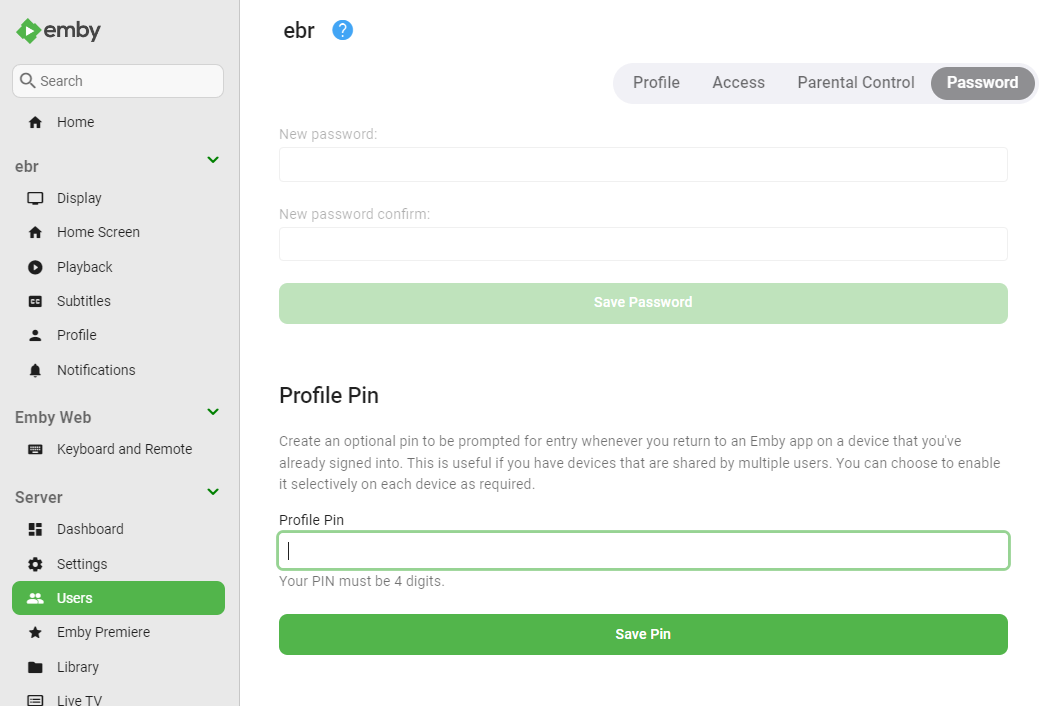 emby
Search
Home
ebr
Display
Home Screen
Playback
Subtitles
Profile
Notifications
Emby Web
Keyboard and Remote
Server
Dashboard
Settings
Users
Emby Premiere
Library
Live TV
ebr ?
Profile Access Parental Control Password
New password:
New password confirm:
Save Password
Profile Pin
Create an optional pin to be prompted for entry whenever you return to an Emby app on a device that you've
already signed into. This is useful if you have devices that are shared by multiple users. You can choose to enable
it selectively on each device as required.
Profile Pin
Your PIN must be 4 digits.
Save Pin